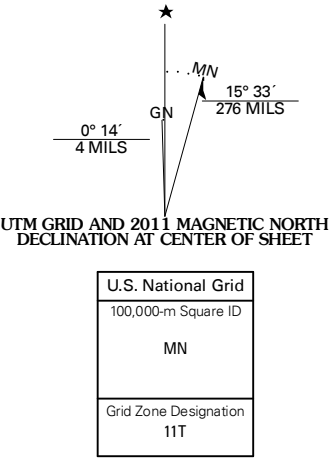 MN
15° 33´
276 MILS
GN
0° 14´
4 MILS
UTM GRID AND 2011 MAGNETIC NORTH
DECLINATION AT CENTER OF SHEET
U.S. National Grid
100,000-m Square ID
MN
Grid Zone Designation
11T